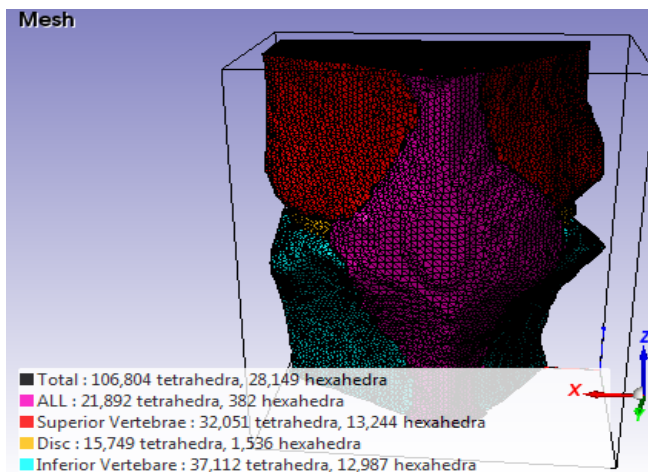 Mesh
Total : 106,804 tetrahedra, 28,149 hexahedra
ALL : 21,892 tetrahedra, 382 hexahedra
Superior Vertebrae : 32,051 tetrahedra, 13,244 hexahedra
Disc : 15,749 tetrahedra, 1,536 hexahedra
Inferior Vertebare : 37,112 tetrahedra, 12,987 hexahedra
Z
X